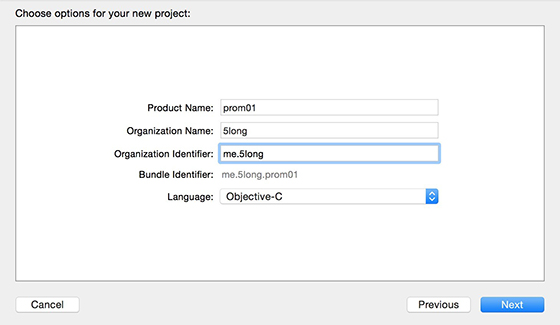 Choose options for your new project:
Product Name: prom01
Organization Name: 5long
Organization Identifier: me.5long
Bundle Identifier: me.5long.prom01
Language: Objective-C
Cancel Previous Next